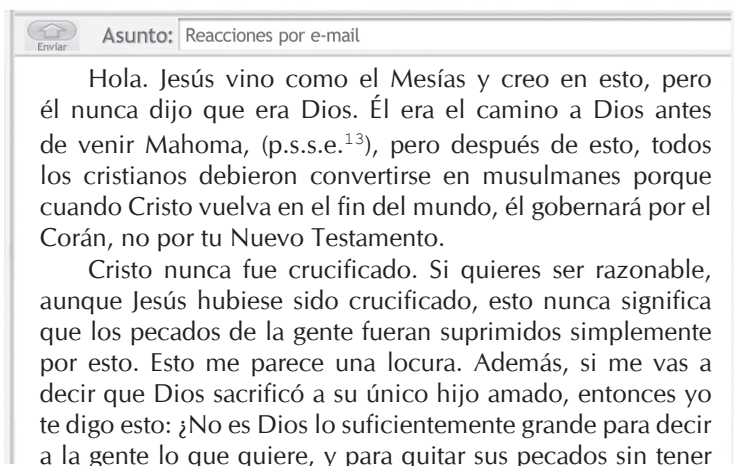 Enviar
Asunto: Reacciones por e-mail
Hola. Jesús vino como el Mesías y creo en esto, pero
él nunca dijo que era Dios. Él era el camino a Dios antes
de venir Mahoma, (p.s.s.e.13), pero después de esto, todos
los cristianos debieron convertirse en musulmanes porque
cuando Cristo vuelva en el fin del mundo, él gobernará por el
Corán, no por tu Nuevo Testamento.
Cristo nunca fue crucificado. Si quieres ser razonable,
aunque Jesús hubiese sido crucificado, esto nunca significa
que los pecados de la gente fueran suprimidos simplemente
por esto. Esto me parece una locura. Además, si me vas a
decir que Dios sacrificó a su único hijo amado, entonces yo
te digo esto: ¿No es Dios lo suficientemente grande para decir
a la gente lo que quiere, y para quitar sus pecados sin tener